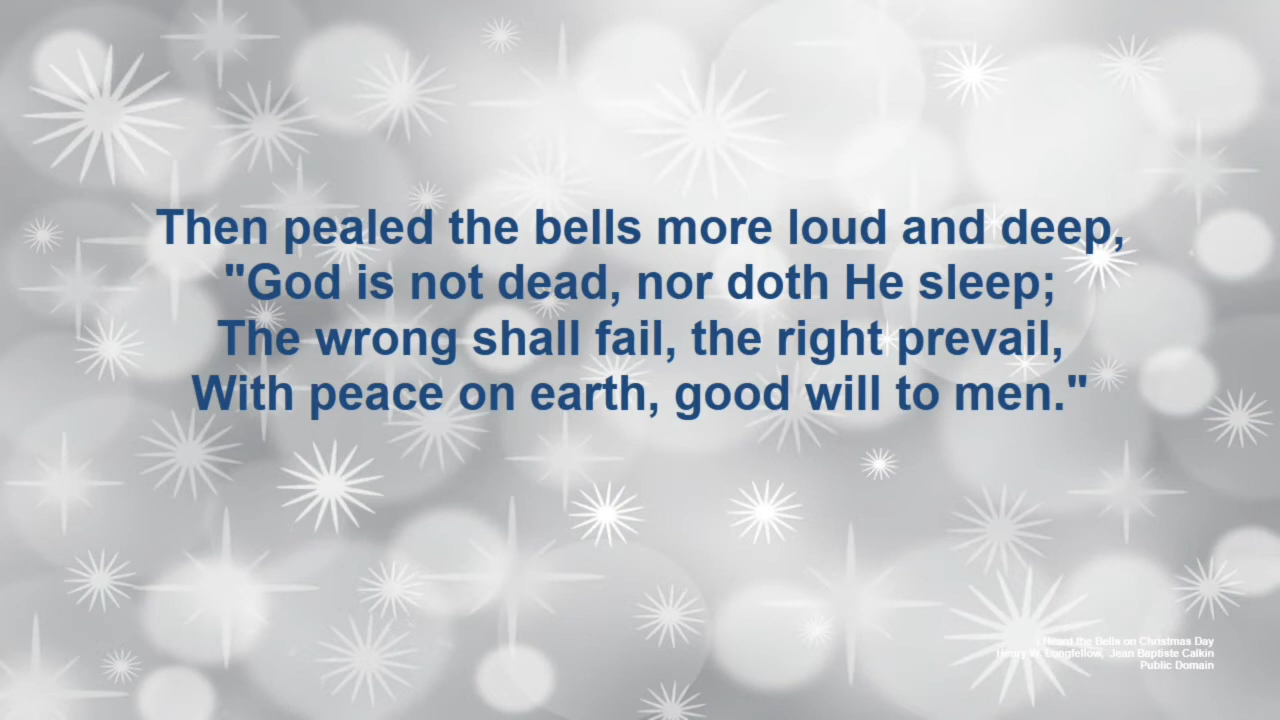 Then pealed the bells more loud and deep,
"God is not dead, nor doth He sleep;
The wrong shall fail, the right prevail,
With peace on earth, good will to men."
I Heard the Bells on Christmas Day
Henry W. Longfellow, Jean Baptiste Calkin
Public Domain